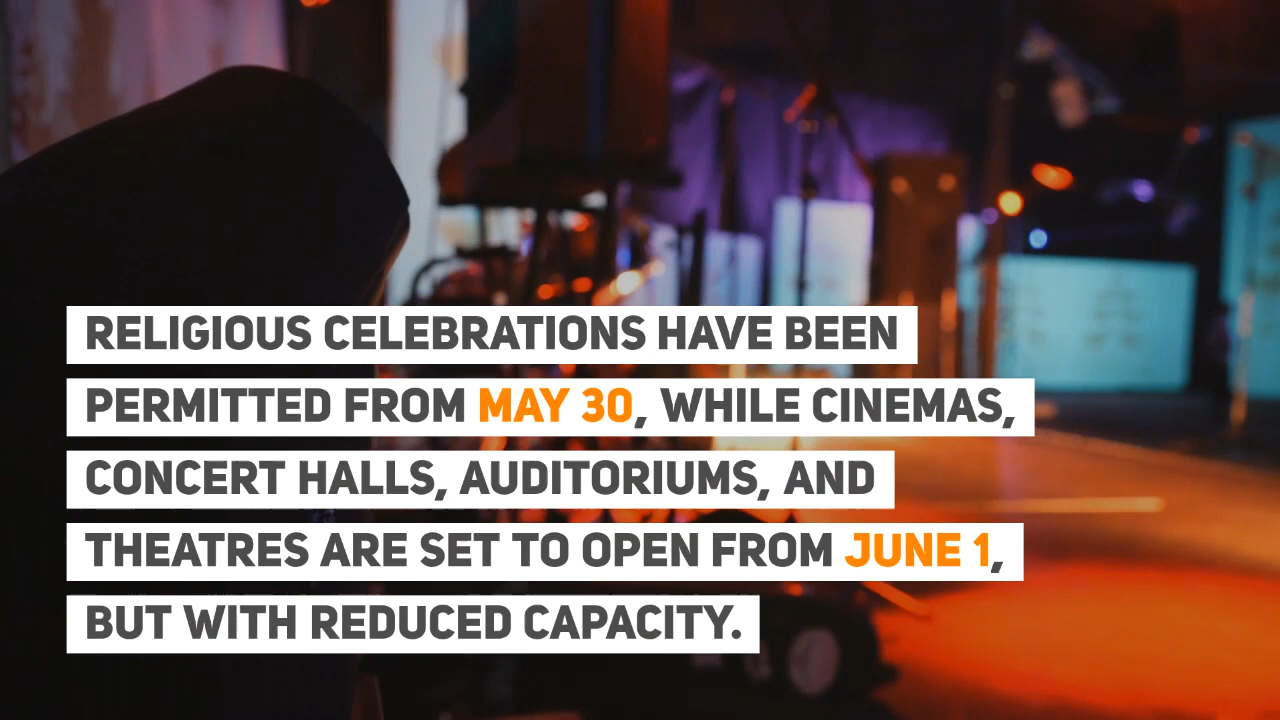 RELIGIOUS CELEBRATIONS HAVE BEEN
PERMITTED FROM MAY 30, WHILE CINEMAS,
CONCERT HALLS, AUDITORIUMS, AND
THEATRES ARE SET TO OPEN FROM JUNE 1,
BUT WITH REDUCED CAPACITY.